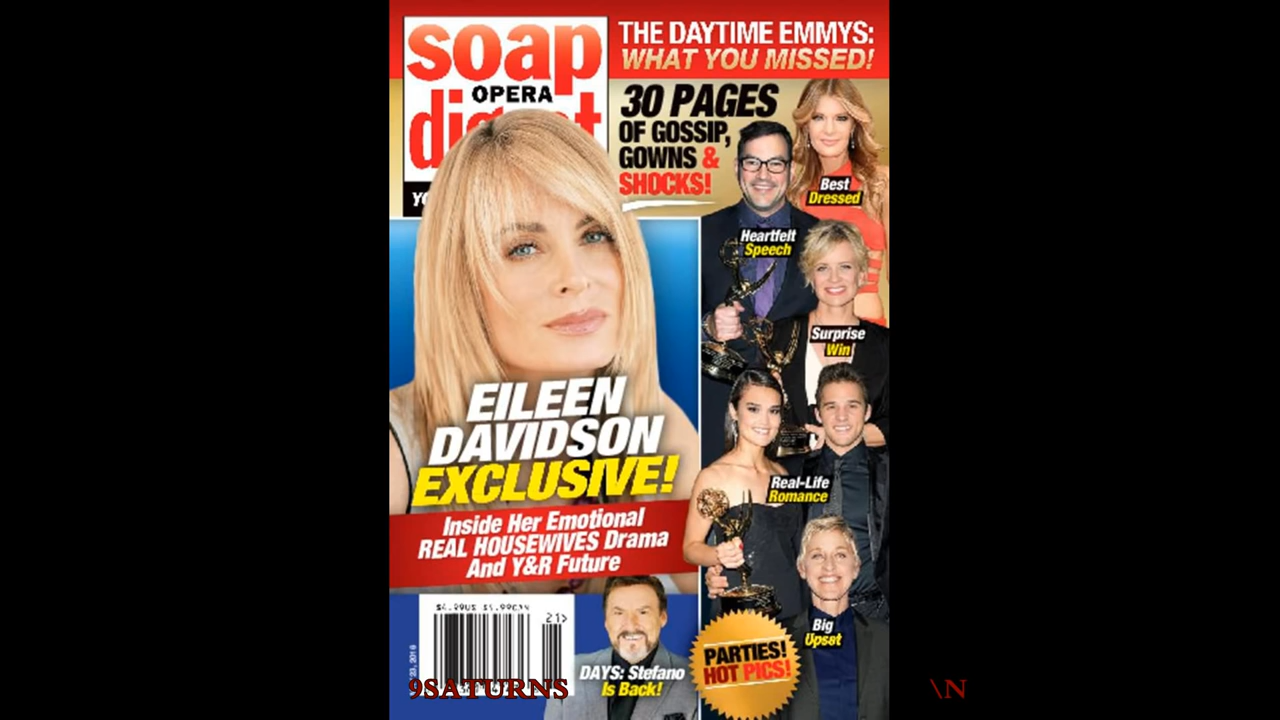 soap
OPERA
THE DAYTIME EMMYS:
WHAT YOU MISSED!
30 PAGES
OF GOSSIP,
GOWNS &
SHOCKS!
Best
Dressed
Heartfelt
Speech
Surprise
Win
EILEEN
DAVIDSON
EXCLUSIVE!
Inside Her Emotional
REAL HOUSEWIVES Drama
And Y&R Future
Real-Life
Romance
Big
Upset
PARTIES!
HOT PICS!
DAYS: Stefano
Is Back!
21>
9SATURNS
\N